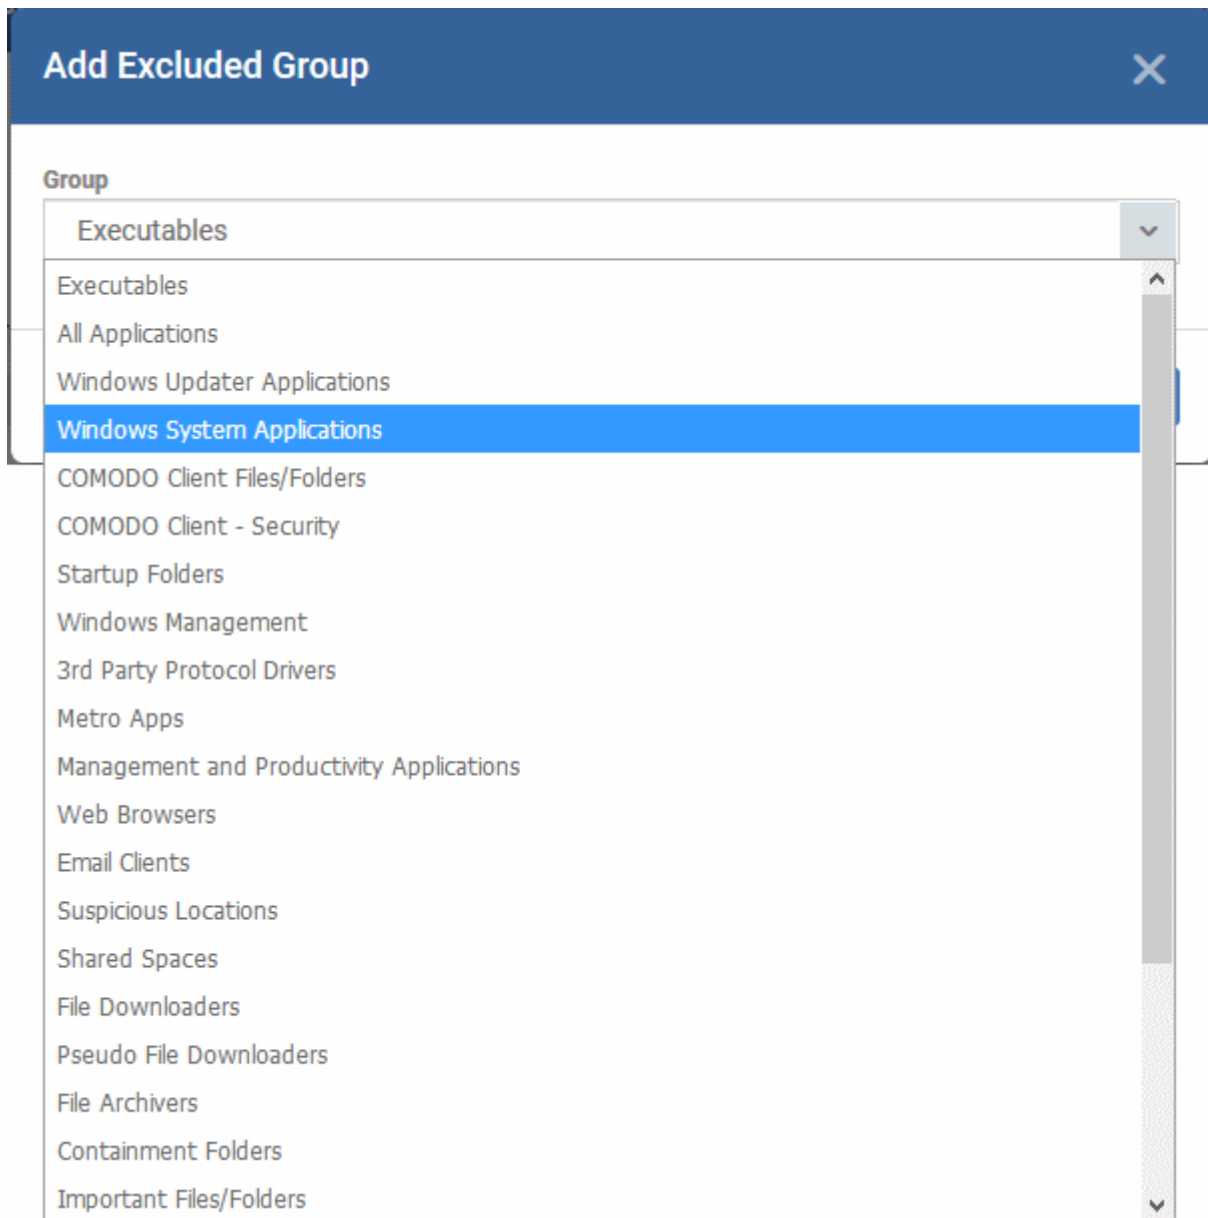 Add Excluded Group
Group
Executables
Executables
All Applications
Windows Updater Applications
Windows System Applications
COMODO Client Files/Folders
COMODO Client - Security
Startup Folders
Windows Management
3rd Party Protocol Drivers
Metro Apps
Management and Productivity Applications
Web Browsers
Email Clients
Suspicious Locations
Shared Spaces
File Downloaders
Pseudo File Downloaders
File Archivers
Containment Folders
Important Files/Folders